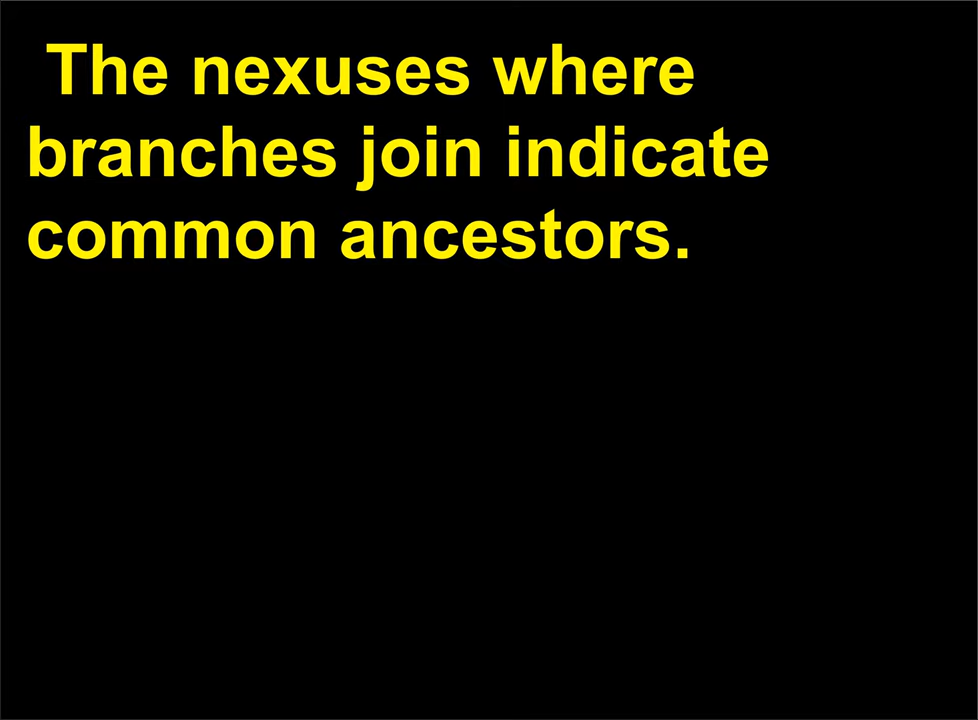 The nexuses where
branches join indicate
common ancestors.